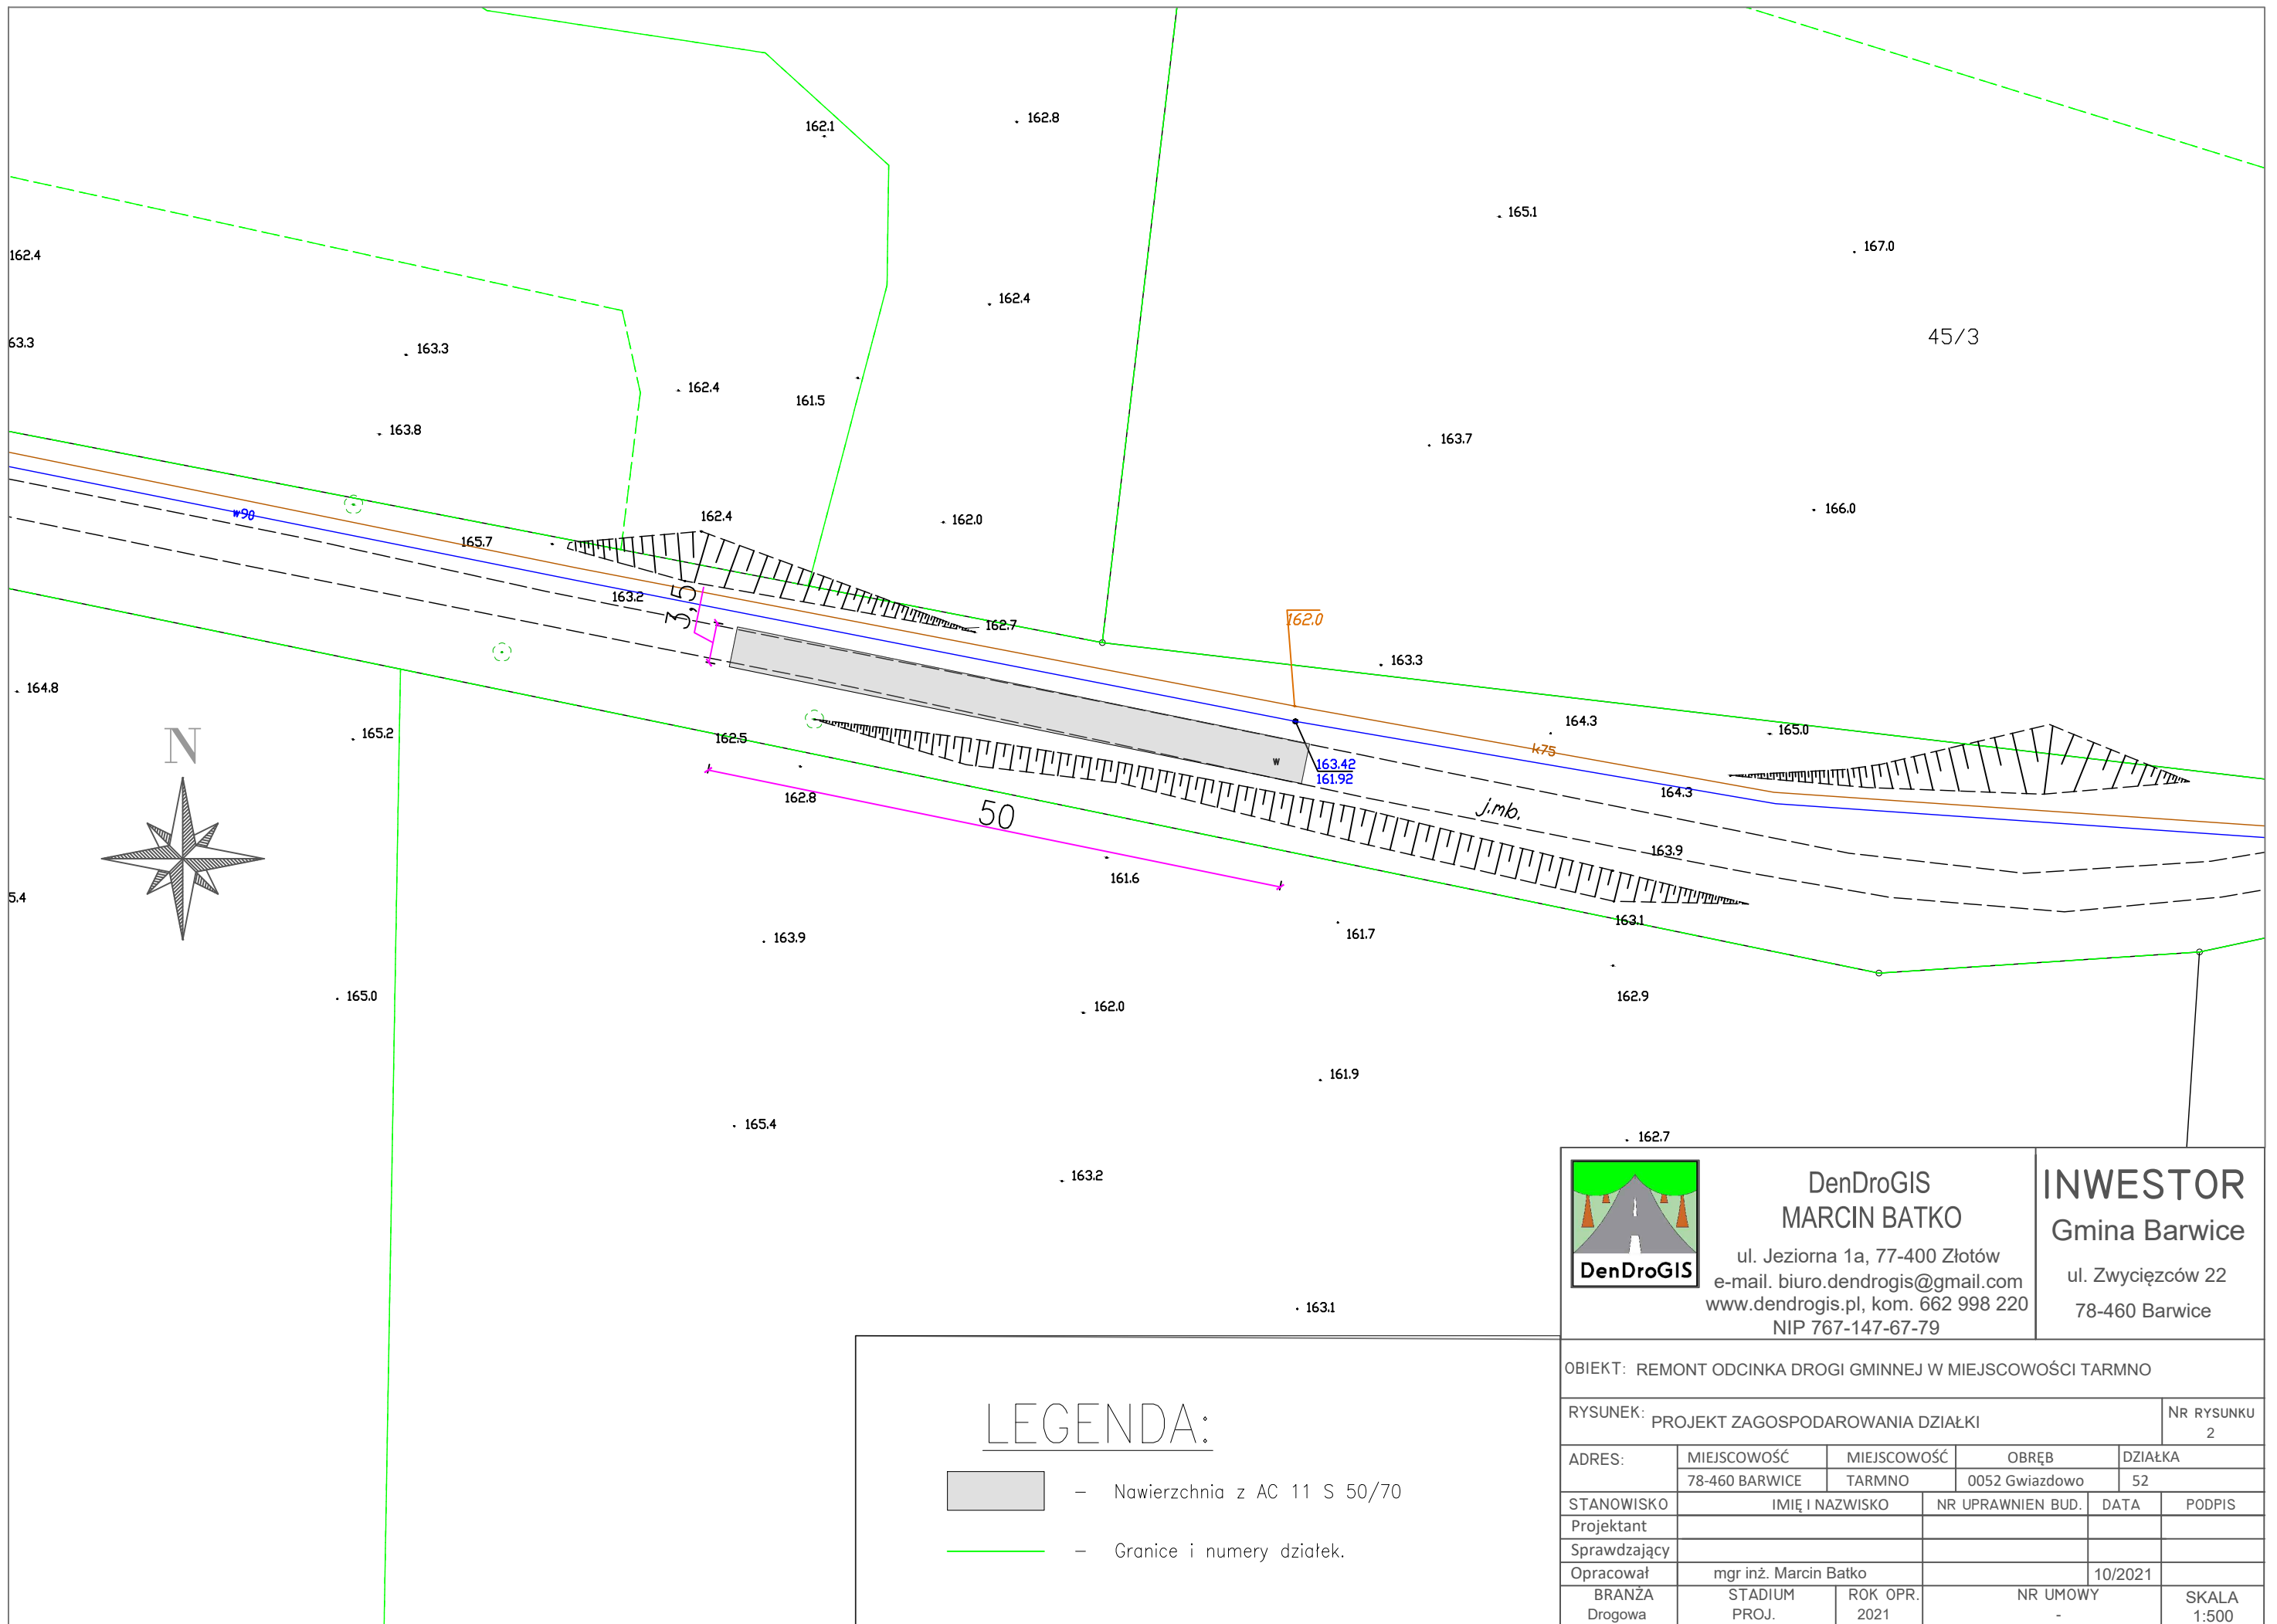 162.1
162.8
165.1
167.0
162.4
162.4
45/3
63.3
163.3
162.4
161.5
163.8
163.7
166.0
w90
162.4
162.0
165.7
163.2
3,5
162.7
162.0
163.3
164.8
165.2
N
162.5
164.3
165.0
k75
w
163.42
161.92
162.8
50
164.3
j.mb.
163.9
161.6
5.4
163.1
163.9
161.7
165.0
162.0
162.9
161.9
165.4
162.7
163.2
163.1
DenDroGIS
DenDroGIS
MARCIN BATKO
ul. Jeziorna 1a, 77-400 Złotów
e-mail. biuro.dendrogis@gmail.com
www.dendrogis.pl, kom. 662 998 220
NIP 767-147-67-79
INWESTOR
Gmina Barwice
ul. Zwycięzców 22
78-460 Barwice
OBIEKT: REMONT ODCINKA DROGI GMINNEJ W MIEJSCOWOŚCI TARMNO
RYSUNEK: PROJEKT ZAGOSPODAROWANIA DZIAŁKI
NR RYSUNKU
2
ADRES: MIEJSCOWOŚĆ MIEJSCOWOŚĆ OBRĘB DZIAŁKA
78-460 BARWICE TARMNO 0052 Gwiazdowo 52
STANOWISKO IMIĘ I NAZWISKO NR UPRAWNIEN BUD. DATA PODPIS
Projektant
Sprawdzający
Opracował mgr inż. Marcin Batko 10/2021
BRANŻA STADIUM ROK OPR. NR UMOWY SKALA
Drogowa PROJ. 2021 - 1:500
LEGENDA:
– Nawierzchnia z AC 11 S 50/70
– Granice i numery działek.